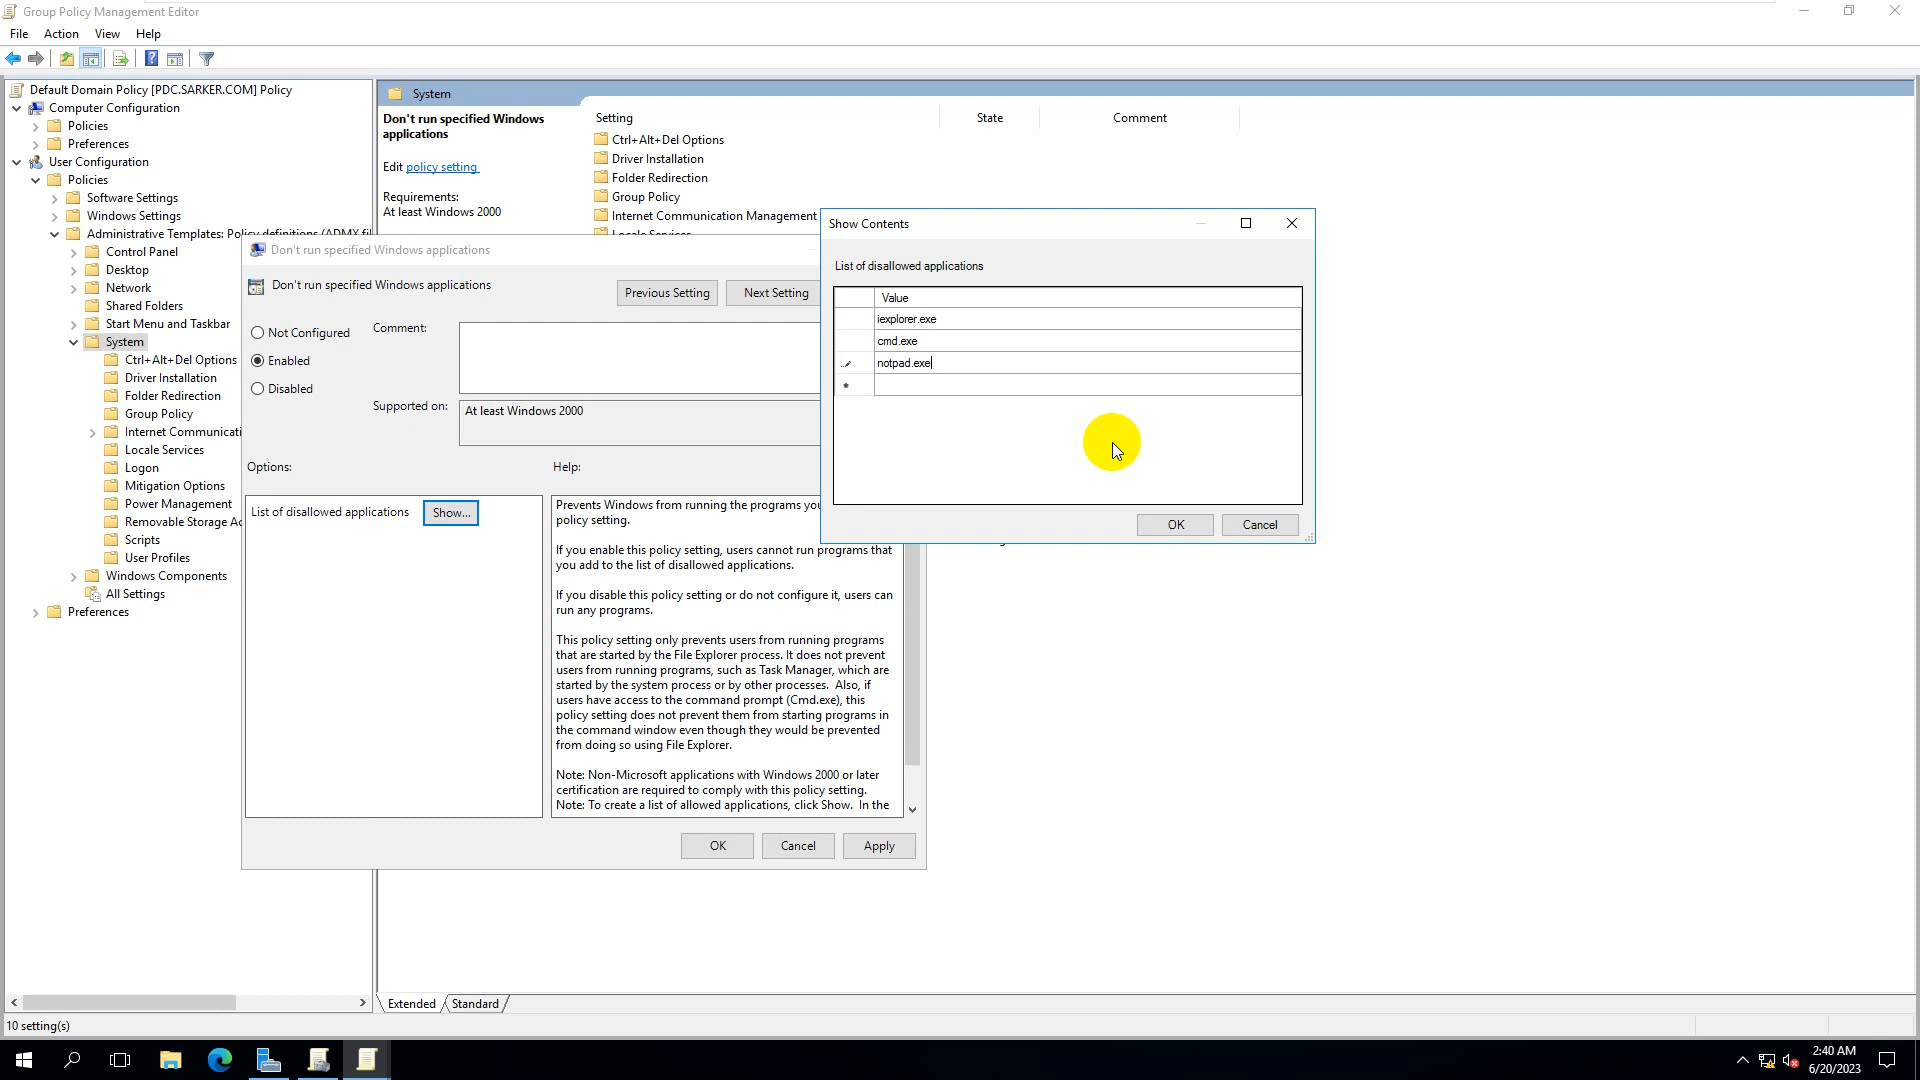 Group Policy Management Editor
File Action View Help
Default Domain Policy [PDC.SARKER.COM] Policy
Computer Configuration
Policies
Preferences
User Configuration
Policies
Software Settings
Windows Settings
Administrative Templates: Policy definitions (ADMX fil
Control Panel
Desktop
Network
Shared Folders
Start Menu and Taskbar
System
Ctrl+Alt+Del Options
Driver Installation
Folder Redirection
Group Policy
Internet Communicati
Locale Services
Logon
Mitigation Options
Power Management
Removable Storage Ac
Scripts
User Profiles
Windows Components
All Settings
Preferences
System
Don't run specified Windows
applications
Edit policy setting
Requirements:
At least Windows 2000
Setting State Comment
Ctrl+Alt+Del Options
Driver Installation
Folder Redirection
Group Policy
Internet Communication Management
Locale Services
Don't run specified Windows applications
Don't run specified Windows applications
Previous Setting Next Setting
Not Configured
Enabled
Disabled
Comment:
Supported on: At least Windows 2000
Options: Help:
List of disallowed applications Show...
Prevents Windows from running the programs you
policy setting.
If you enable this policy setting, users cannot run programs that
you add to the list of disallowed applications.
If you disable this policy setting or do not configure it, users can
run any programs.
This policy setting only prevents users from running programs
that are started by the File Explorer process. It does not prevent
users from running programs, such as Task Manager, which are
started by the system process or by other processes. Also, if
users have access to the command prompt (Cmd.exe), this
policy setting does not prevent them from starting programs in
the command window even though they would be prevented
from doing so using File Explorer.
Note: Non-Microsoft applications with Windows 2000 or later
certification are required to comply with this policy setting.
Note: To create a list of allowed applications, click Show. In the
OK Cancel Apply
Show Contents
List of disallowed applications
Value
iexplorer.exe
cmd.exe
notpad.exe
OK Cancel
Extended Standard
10 setting(s)
2:40 AM
6/20/2023